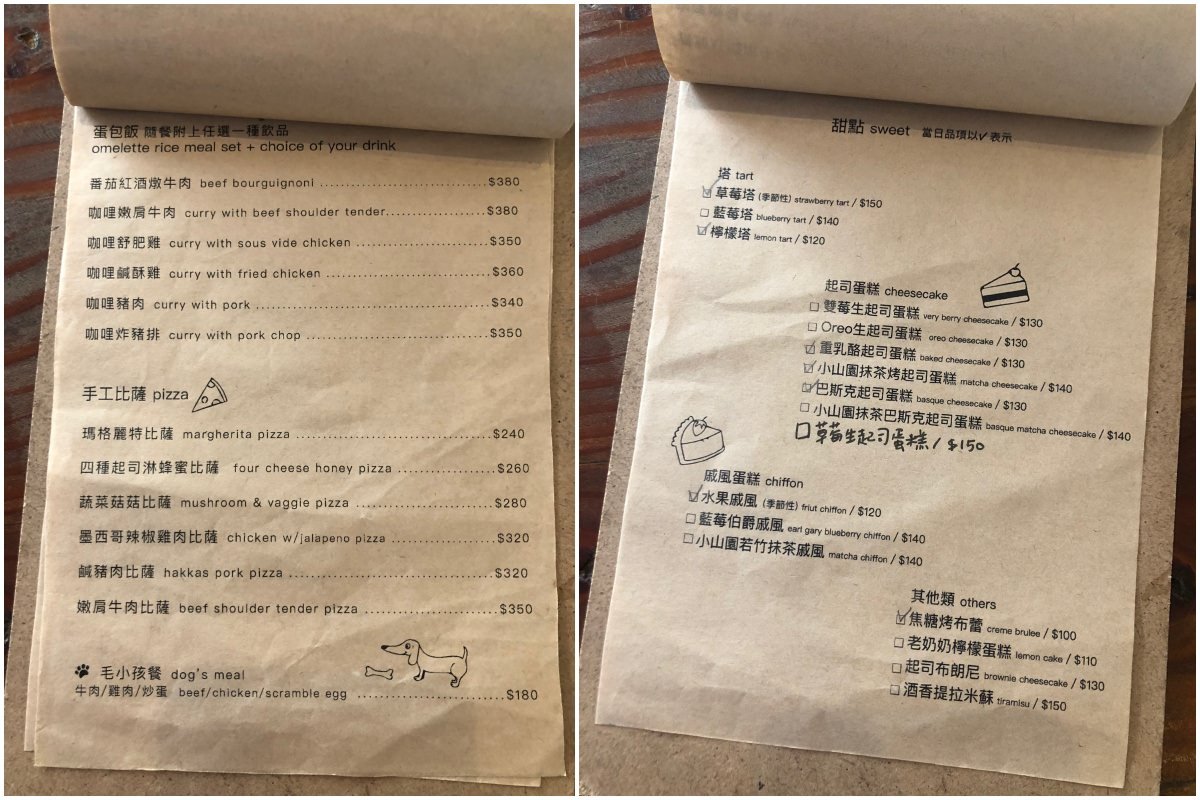 蛋包飯 隨餐附上任選一種飲品
omelette rice meal set + choice of your drink
番茄紅酒燉牛肉 beef bourguignoni ................................$380
咖哩嫩肩牛肉 curry with beef shoulder tender...................$380
咖哩舒肥雞 curry with sous vide chicken ..........................$350
咖哩鹹酥雞 curry with fried chicken ................................$360
咖哩豬肉 curry with pork .............................................$340
咖哩炸豬排 curry with pork chop ...................................$350
手工比薩 pizza
瑪格麗特比薩 margherita pizza .....................................$240
四種起司淋蜂蜜比薩 four cheese honey pizza ..................$260
蔬菜菇菇比薩 mushroom & vaggie pizza ..........................$280
墨西哥辣椒雞肉比薩 chicken w/jalapeno pizza ...................$320
鹹豬肉比薩 hakkas pork pizza .......................................$320
嫩肩牛肉比薩 beef shoulder tender pizza .........................$350
毛小孩餐 dog's meal
牛肉/雞肉/炒蛋 beef/chicken/scramble egg ............................$180
甜點 sweet 當日品項以✓表示
塔 tart
☑草莓塔 (季節性) strawberry tart / $150
☐藍莓塔 blueberry tart / $140
☑檸檬塔 lemon tart / $120
起司蛋糕 cheesecake
☐雙莓生起司蛋糕 very berry cheesecake / $130
☐Oreo生起司蛋糕 oreo cheesecake / $130
☑重乳酪起司蛋糕 baked cheesecake / $130
☑小山園抹茶烤起司蛋糕 matcha cheesecake / $140
☑巴斯克起司蛋糕 basque cheesecake / $130
☐小山園抹茶巴斯克起司蛋糕 basque matcha cheesecake / $140
☐草莓生起司蛋糕 / $150
戚風蛋糕 chiffon
☑水果戚風 (季節性) friut chiffon / $120
☐藍莓伯爵戚風 earl gary blueberry chiffon / $140
☐小山園若竹抹茶戚風 matcha chiffon / $140
其他類 others
☑焦糖烤布蕾 creme brulee / $100
☐老奶奶檸檬蛋糕 lemon cake / $110
☐起司布朗尼 brownie cheesecake / $130
☐酒香提拉米蘇 tiramisu / $150